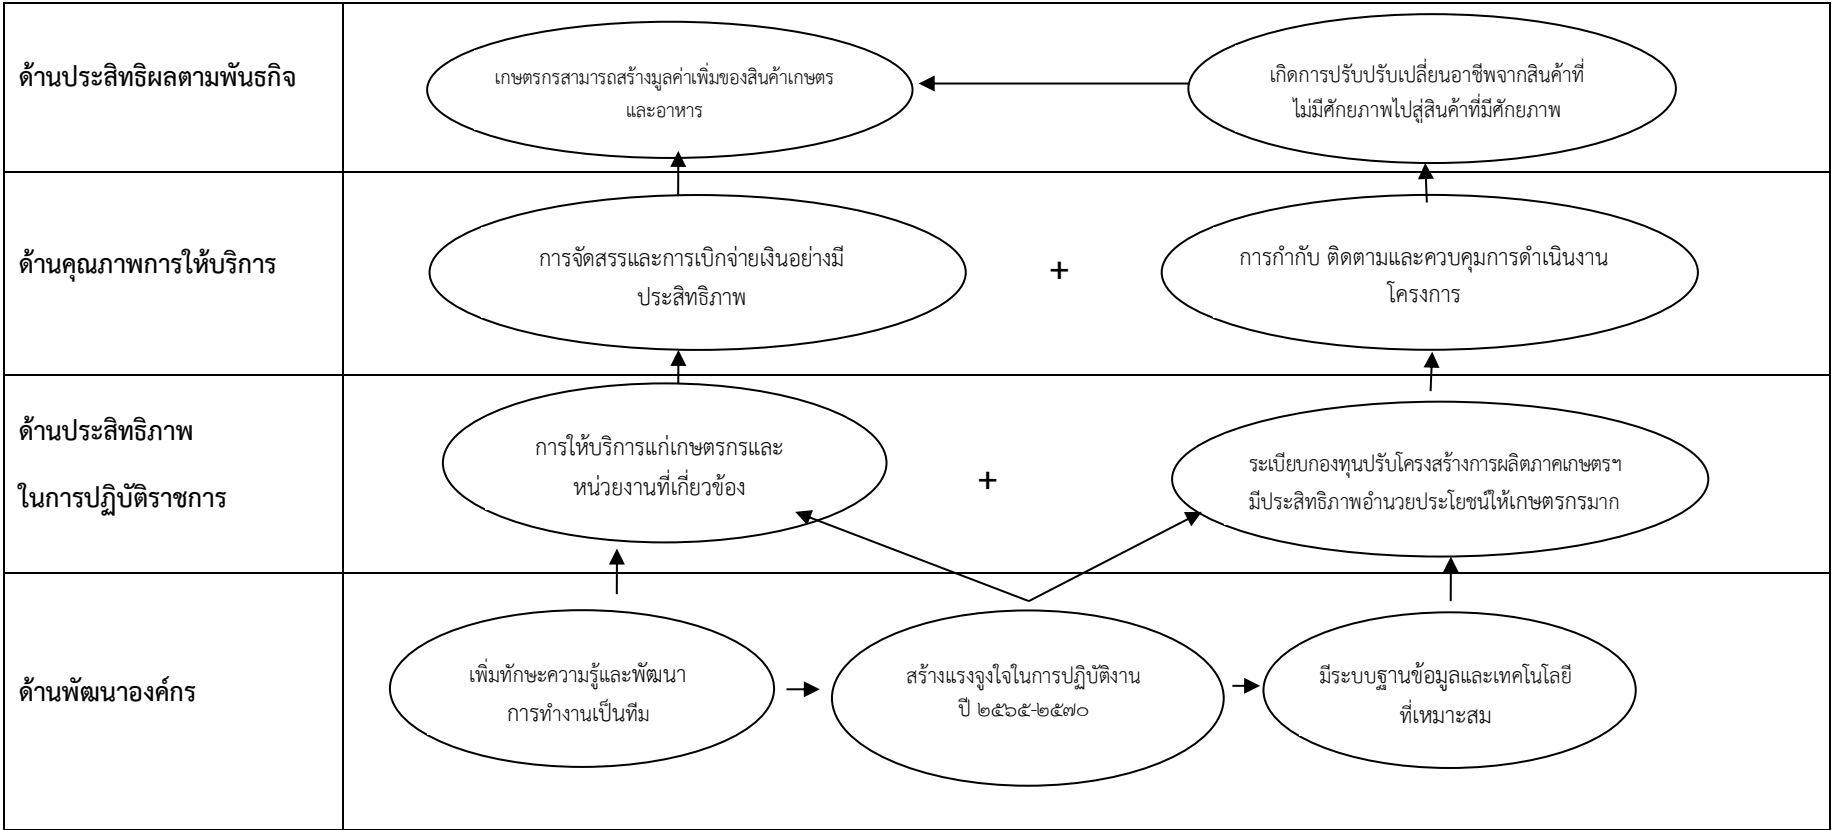 ด้านประสิทธิผลตามพันธกิจ
เกษตรกรสามารถสร้างมูลค่าเพิ่มของสินค้าเกษตร
และอาหาร
เกิดการปรับปรับเปลี่ยนอาชีพจากสินค้าที่
ไม่มีศักยภาพไปสู่สินค้าที่มีศักยภาพ
ด้านคุณภาพการให้บริการ
การจัดสรรและการเบิกจ่ายเงินอย่างมี
ประสิทธิภาพ
+
การกำกับ ติดตามและควบคุมการดำเนินงาน
โครงการ
ด้านประสิทธิภาพ
ในการปฏิบัติราชการ
การให้บริการแก่เกษตรกรและ
หน่วยงานที่เกี่ยวข้อง
+
ระเบียบกองทุนปรับโครงสร้างการผลิตภาคเกษตรฯ
มีประสิทธิภาพอำนวยประโยชน์ให้เกษตรกรมาก
ด้านพัฒนาองค์กร
เพิ่มทักษะความรู้และพัฒนา
การทำงานเป็นทีม
สร้างแรงจูงใจในการปฏิบัติงาน
ปี ๒๕๖๕-๒๕๗๐
มีระบบฐานข้อมูลและเทคโนโลยี
ที่เหมาะสม